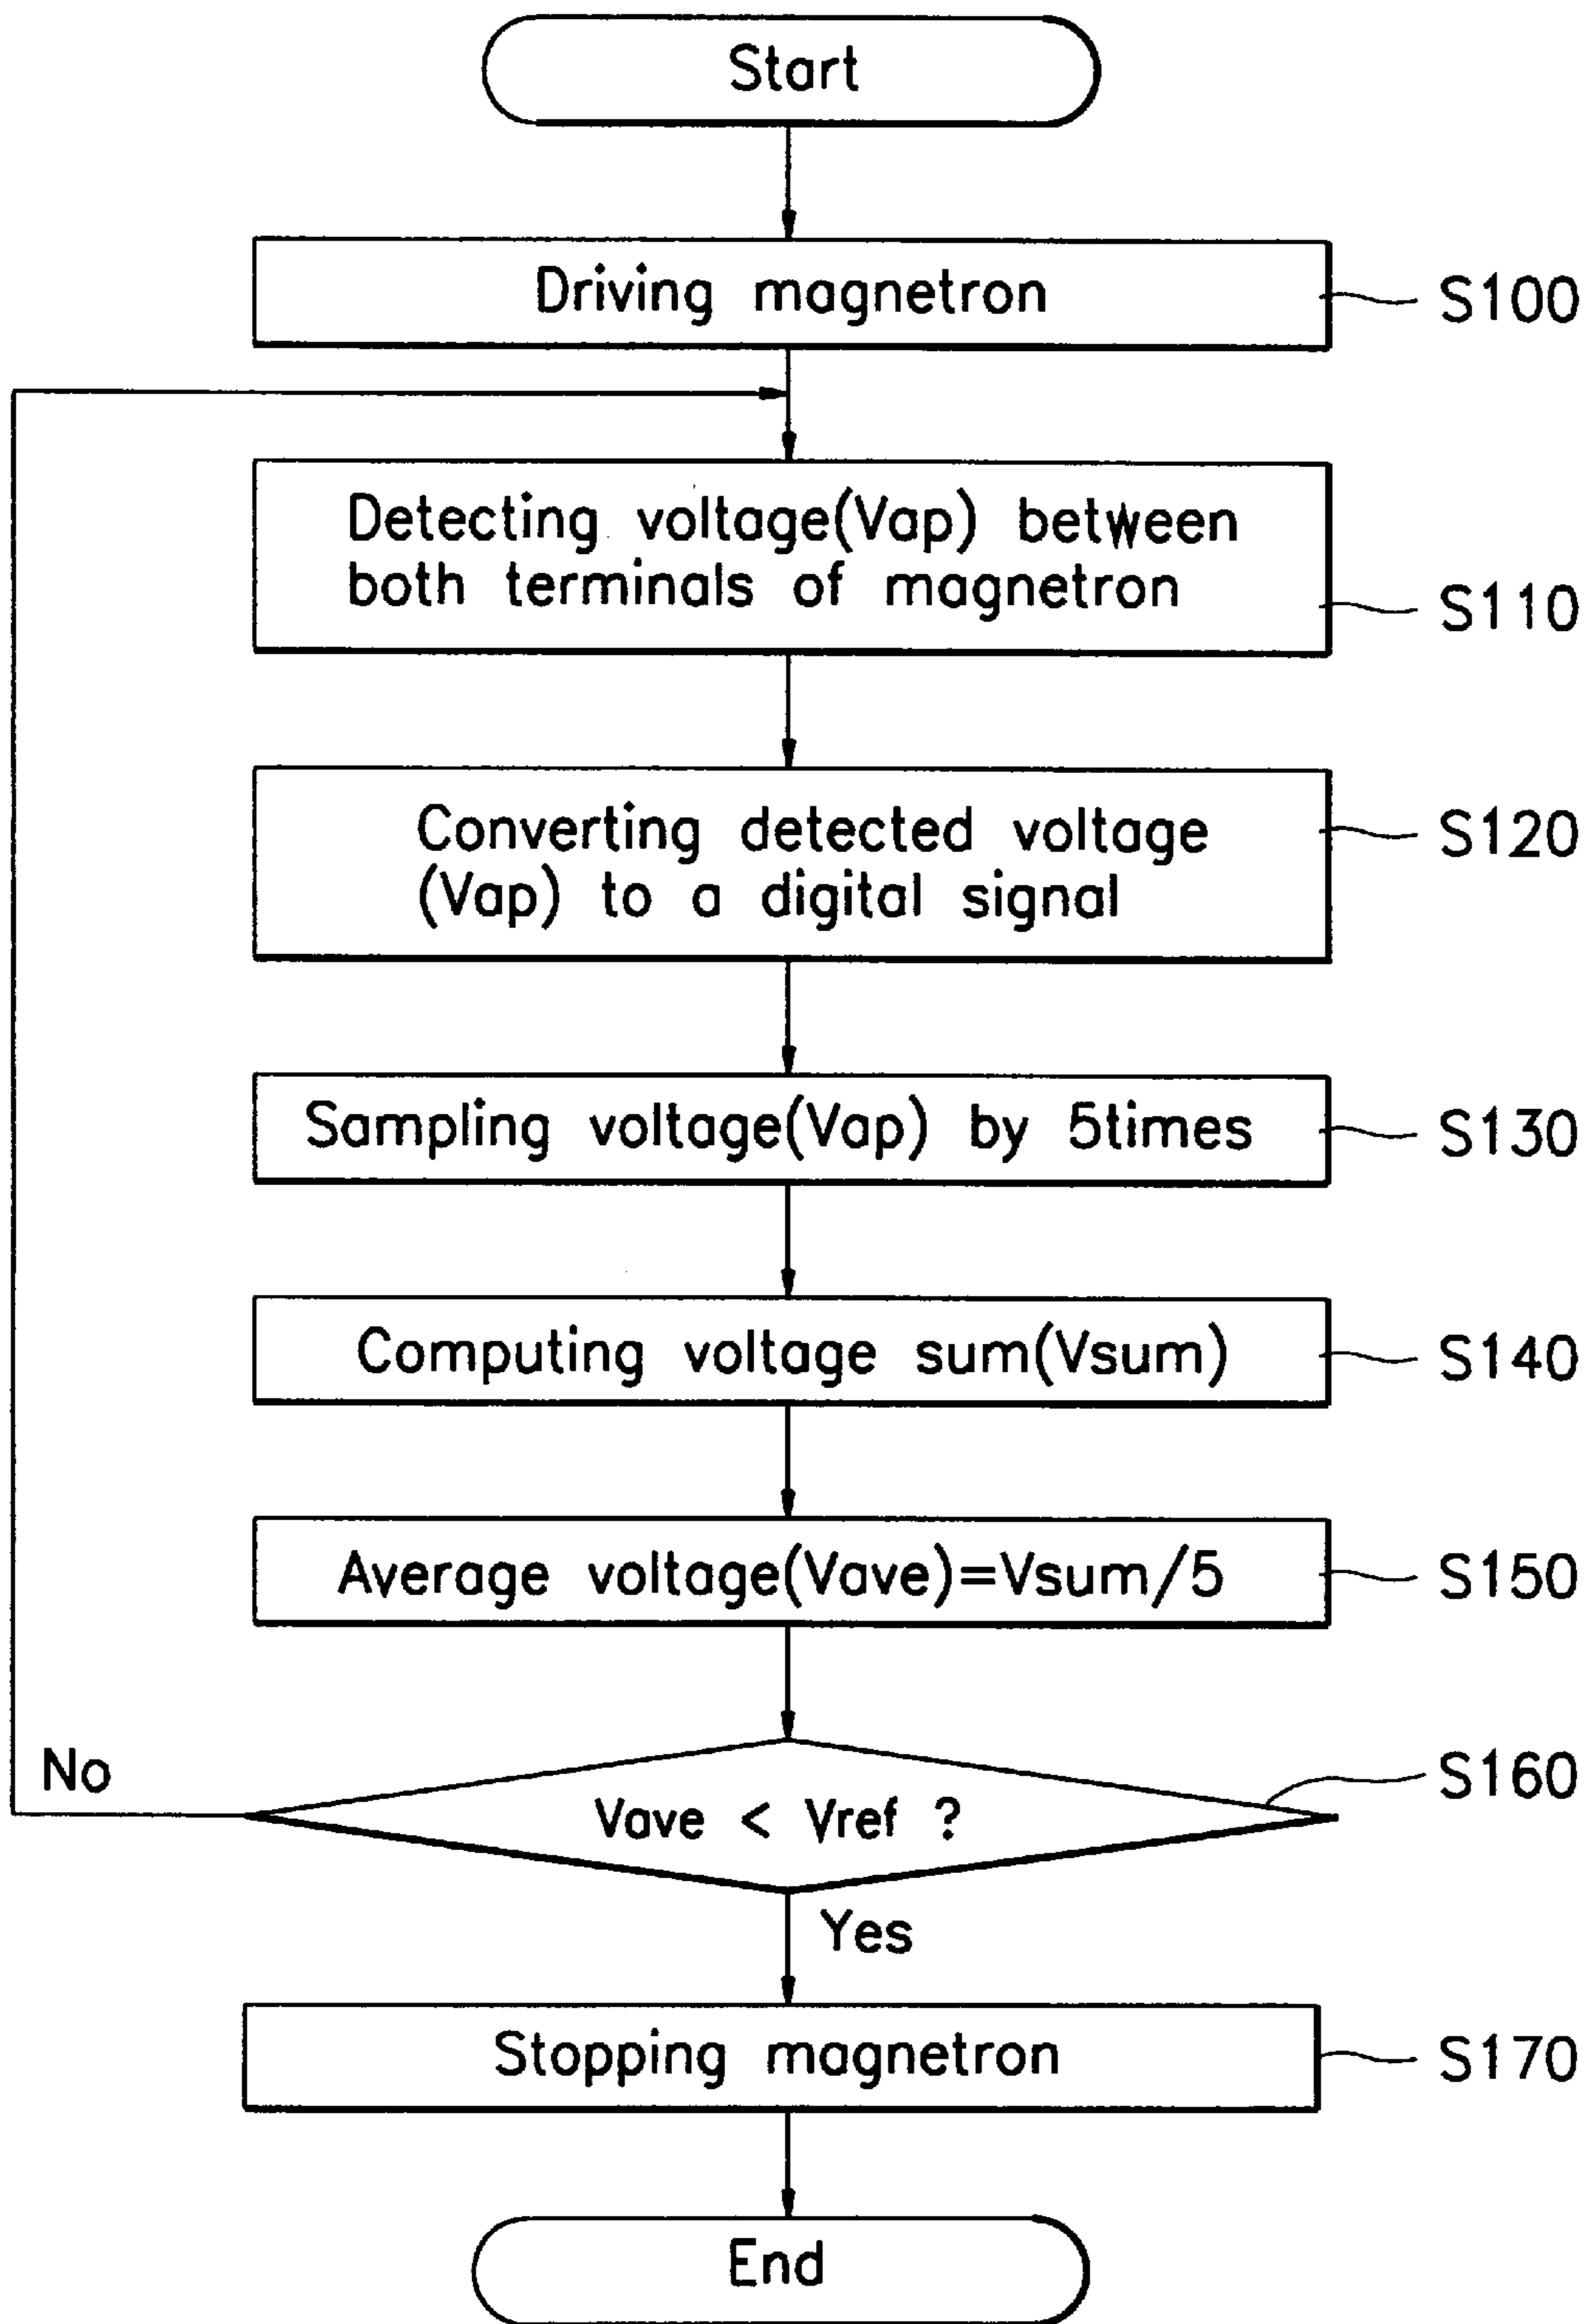 Start
Driving magnetron
S100
Detecting voltage(Vap) between
both terminals of magnetron
S110
Converting detected voltage
(Vap) to a digital signal
S120
Sampling voltage(Vap) by 5times
S130
Computing voltage sum(Vsum)
S140
Average voltage(Vave)=Vsum/5
S150
No
Vave < Vref ?
S160
Yes
Stopping magnetron
S170
End